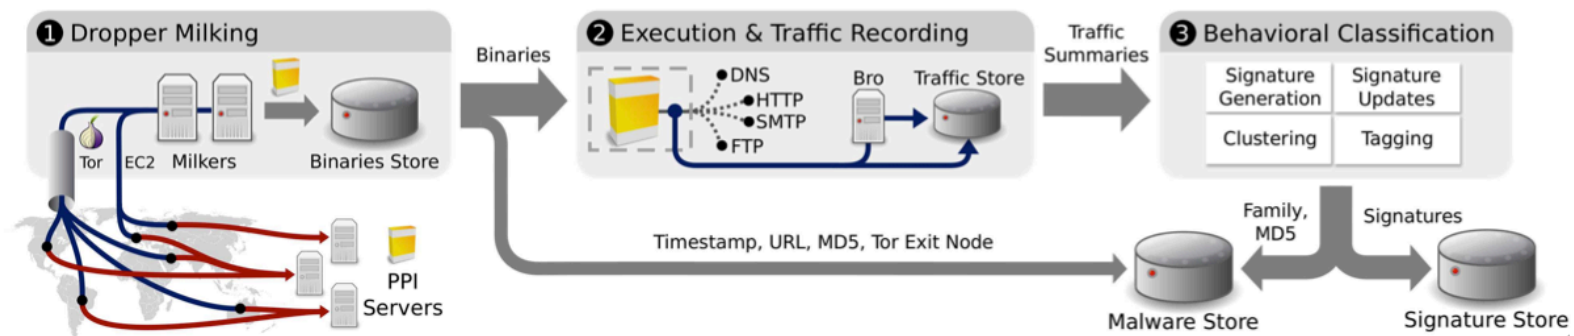 1 Dropper Milking
Tor
EC2
Milkers
Binaries Store
PPI
Servers
Binaries
2 Execution & Traffic Recording
DNS
HTTP
SMTP
FTP
Bro
Traffic Store
Traffic
Summaries
3 Behavioral Classification
Signature
Generation
Signature
Updates
Clustering
Tagging
Timestamp, URL, MD5, Tor Exit Node
Family,
MD5
Signatures
Malware Store
Signature Store